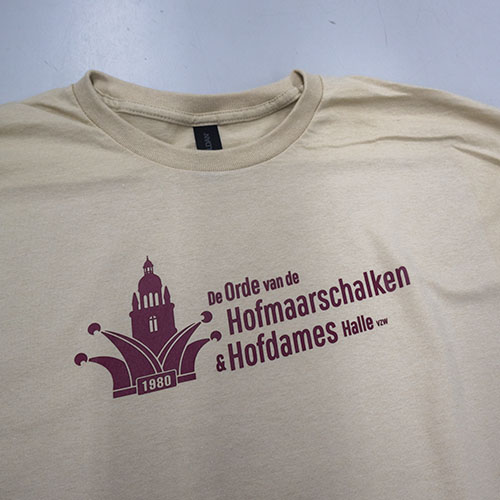 De Orde van de
Hofmaarschalken
& Hofdames Halle vzw
1980